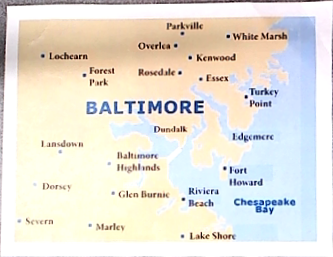 Parkville
White Marsh
Overlea
Lochearn
Kenwood
Forest
Park
Rosedale
Essex
Turkey
Point
BALTIMORE
Dundalk
Edgemere
Lansdown
Baltimore
Highlands
Fort
Howard
Dorsey
Glen Burnie
Riviera
Beach
Chesapeake
Bay
Severn
Marley
Lake Shore